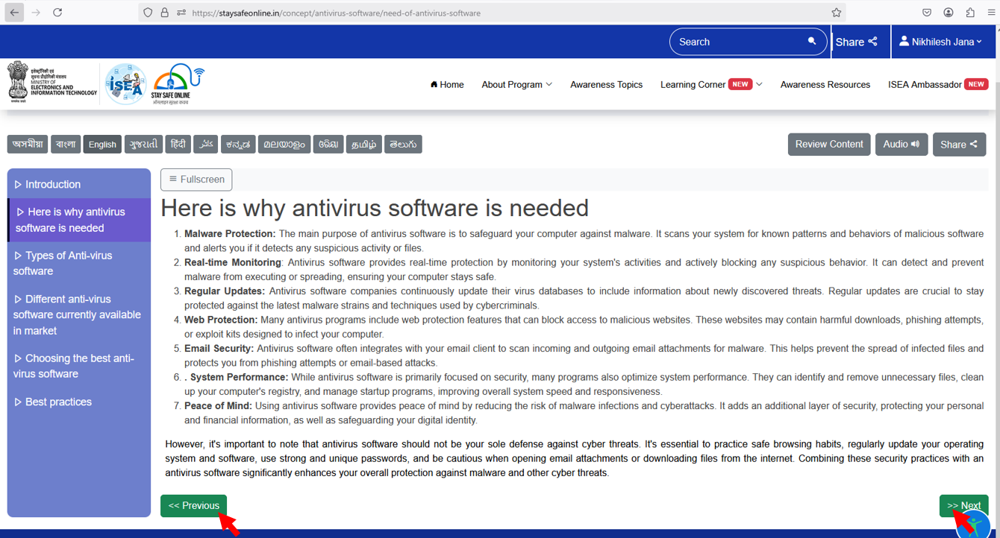 https://staysafeonline.in/concept/antivirus-software/need-of-antivirus-software
Search
Share
Nikhilesh Jana
इलेक्ट्रॉनिकी एवं
सूचना प्रौद्योगिकी मंत्रालय
MINISTRY OF
ELECTRONICS AND
INFORMATION TECHNOLOGY
सत्यमेव जयते
iSEA
STAY SAFE ONLINE
ऑनलाइन सुरक्षा कवच
Home
About Program
Awareness Topics
Learning Corner NEW
Awareness Resources
ISEA Ambassador NEW
অসমীয়া
বাংলা
English
ગુજરાતી
हिंदी
ಕನ್ನಡ
മലയാളം
ଓଡ଼ିଆ
தமிழ்
తెలుగు
Review Content
Audio
Share
Introduction
Here is why antivirus
software is needed
Types of Anti-virus
software
Different anti-virus
software currently available
in market
Choosing the best anti-
virus software
Best practices
Fullscreen
Here is why antivirus software is needed
1. Malware Protection: The main purpose of antivirus software is to safeguard your computer against malware. It scans your system for known patterns and behaviors of malicious software
and alerts you if it detects any suspicious activity or files.
2. Real-time Monitoring: Antivirus software provides real-time protection by monitoring your system's activities and actively blocking any suspicious behavior. It can detect and prevent
malware from executing or spreading, ensuring your computer stays safe.
3. Regular Updates: Antivirus software companies continuously update their virus databases to include information about newly discovered threats. Regular updates are crucial to stay
protected against the latest malware strains and techniques used by cybercriminals.
4. Web Protection: Many antivirus programs include web protection features that can block access to malicious websites. These websites may contain harmful downloads, phishing attempts,
or exploit kits designed to infect your computer.
5. Email Security: Antivirus software often integrates with your email client to scan incoming and outgoing email attachments for malware. This helps prevent the spread of infected files and
protects you from phishing attempts or email-based attacks.
6. . System Performance: While antivirus software is primarily focused on security, many programs also optimize system performance. They can identify and remove unnecessary files, clean
up your computer's registry, and manage startup programs, improving overall system speed and responsiveness.
7. Peace of Mind: Using antivirus software provides peace of mind by reducing the risk of malware infections and cyberattacks. It adds an additional layer of security, protecting your personal
and financial information, as well as safeguarding your digital identity.
However, it's important to note that antivirus software should not be your sole defense against cyber threats. It's essential to practice safe browsing habits, regularly update your operating
system and software, use strong and unique passwords, and be cautious when opening email attachments or downloading files from the internet. Combining these security practices with an
antivirus software significantly enhances your overall protection against malware and other cyber threats.
<< Previous
>> Next